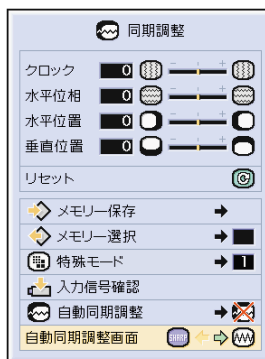 同期調整
クロック 0
水平位相 0
水平位置 0
垂直位置 0
リセット
メモリー保存
メモリー選択
特殊モード 1
入力信号確認
自動同期調整
自動同期調整画面 SHARP